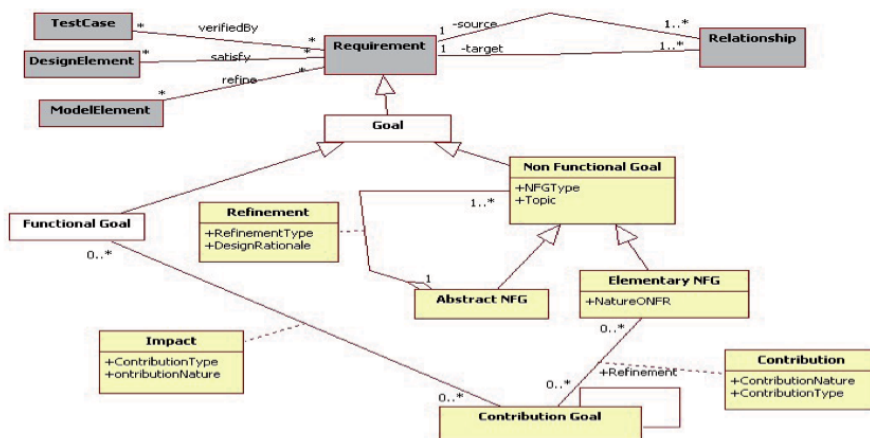 TestCase
verifiedBy
*
*
DesignElement
satisfy
*
*
ModelElement
refine
*
*
Requirement
1
-source
1..*
1
-target
1..*
Relationship
Goal
Functional Goal
0..*
Non Functional Goal
+NFGType
+Topic
1..*
Refinement
+RefinementType
+DesignRationale
1
Abstract NFG
Elementary NFG
+NatureONFR
0..*
Impact
+ContributionType
+ontributionNature
+Refinement
Contribution
+ContributionNature
+ContributionType
0..*
0..*
Contribution Goal